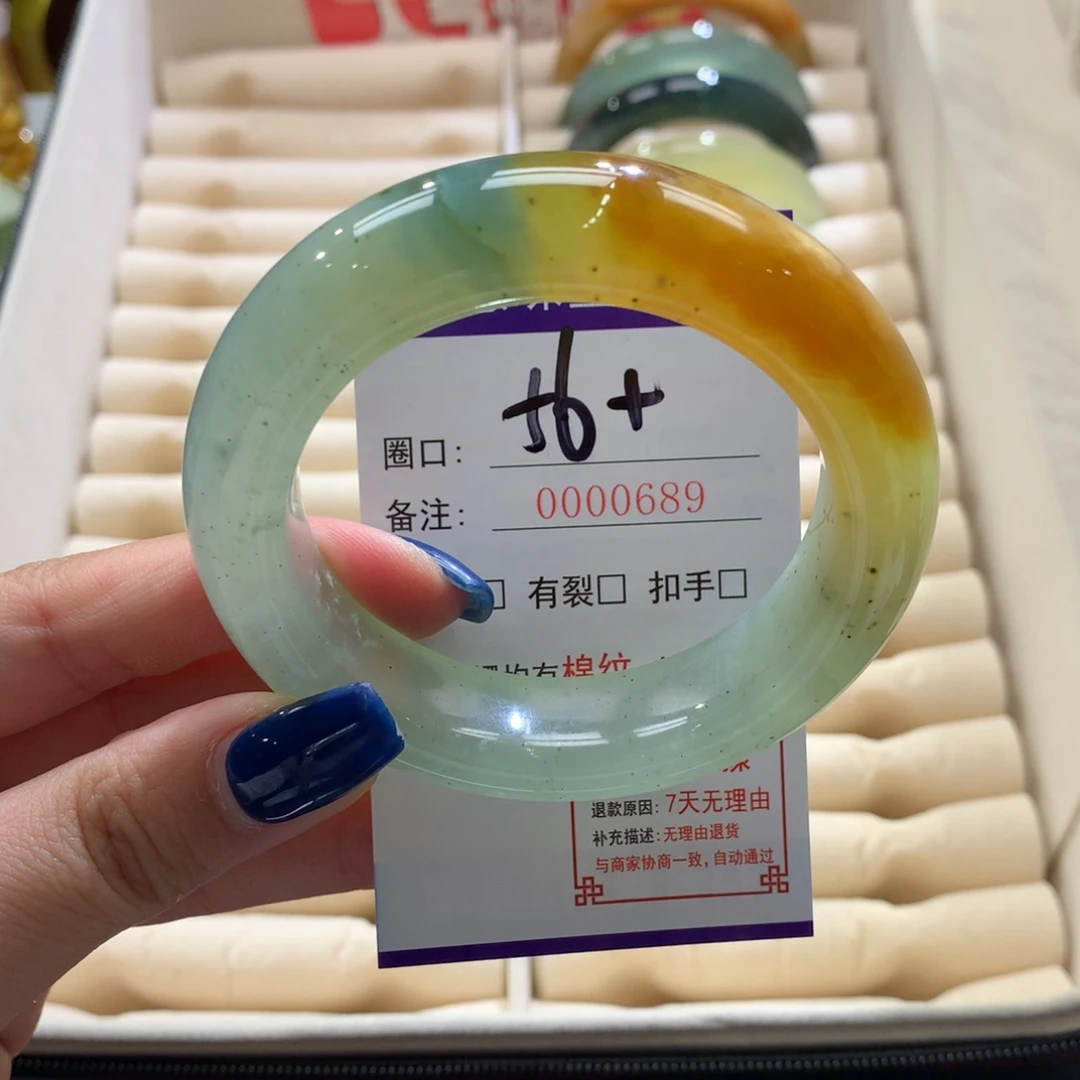 圈口: 56+
备注: 0000689
有裂□ 扣手□
均有棉纹
退款原因: 7天无理由
补充描述: 无理由退货
与商家协商一致, 自动通过